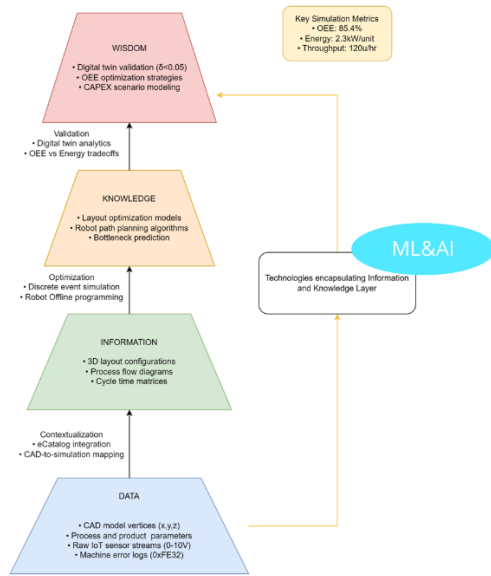 Key Simulation Metrics
• OEE: 85.4%
• Energy: 2.3kW/unit
• Throughput: 120u/hr
WISDOM
• Digital twin validation (δ<0.05)
• OEE optimization strategies
• CAPEX scenario modeling
Validation
• Digital twin analytics
• OEE vs Energy tradeoffs
KNOWLEDGE
• Layout optimization models
• Robot path planning algorithms
• Bottleneck prediction
ML&AI
Technologies encapsulating Information
and Knowledge Layer
Optimization
• Discrete event simulation
• Robot Offline programming
INFORMATION
• 3D layout configurations
• Process flow diagrams
• Cycle time matrices
Contextualization
• eCatalog integration
• CAD-to-simulation mapping
DATA
• CAD model vertices (x,y,z)
• Process and product parameters
• Raw IoT sensor streams (0-10V)
• Machine error logs (0xFE32)